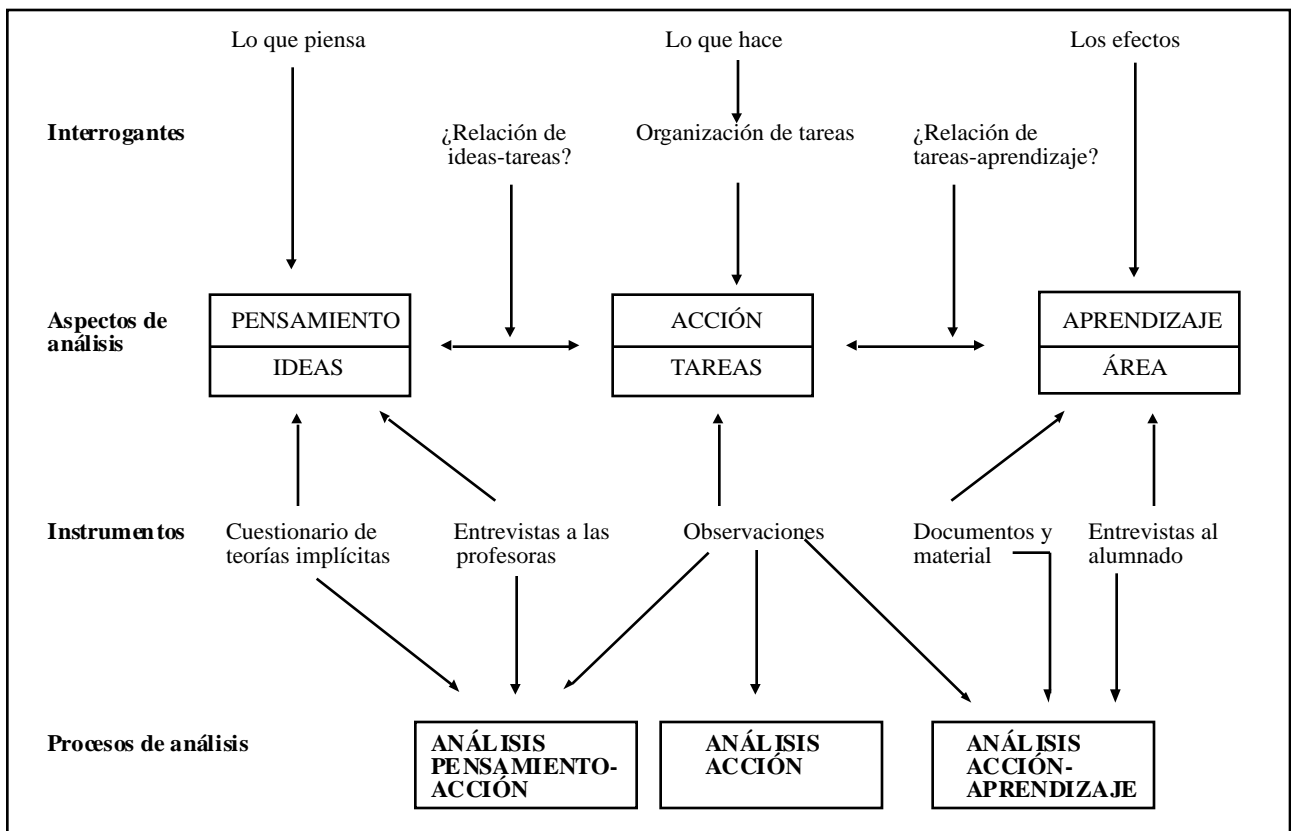 Lo que piensa
Lo que hace
Los efectos
Interrogantes
¿Relación de
ideas-tareas?
Organización de tareas
¿Relación de
tareas-aprendizaje?
Aspectos de
análisis
PENSAMIENTO
IDEAS
ACCIÓN
TAREAS
APRENDIZAJE
ÁREA
Instrumentos
Cuestionario de
teorías implícitas
Entrevistas a las
profesoras
Observaciones
Documentos y
material
Entrevistas al
alumnado
Procesos de análisis
ANÁLISIS
PENSAMIENTO-
ACCIÓN
ANÁLISIS
ACCIÓN
ANÁLISIS
ACCIÓN-
APRENDIZAJE